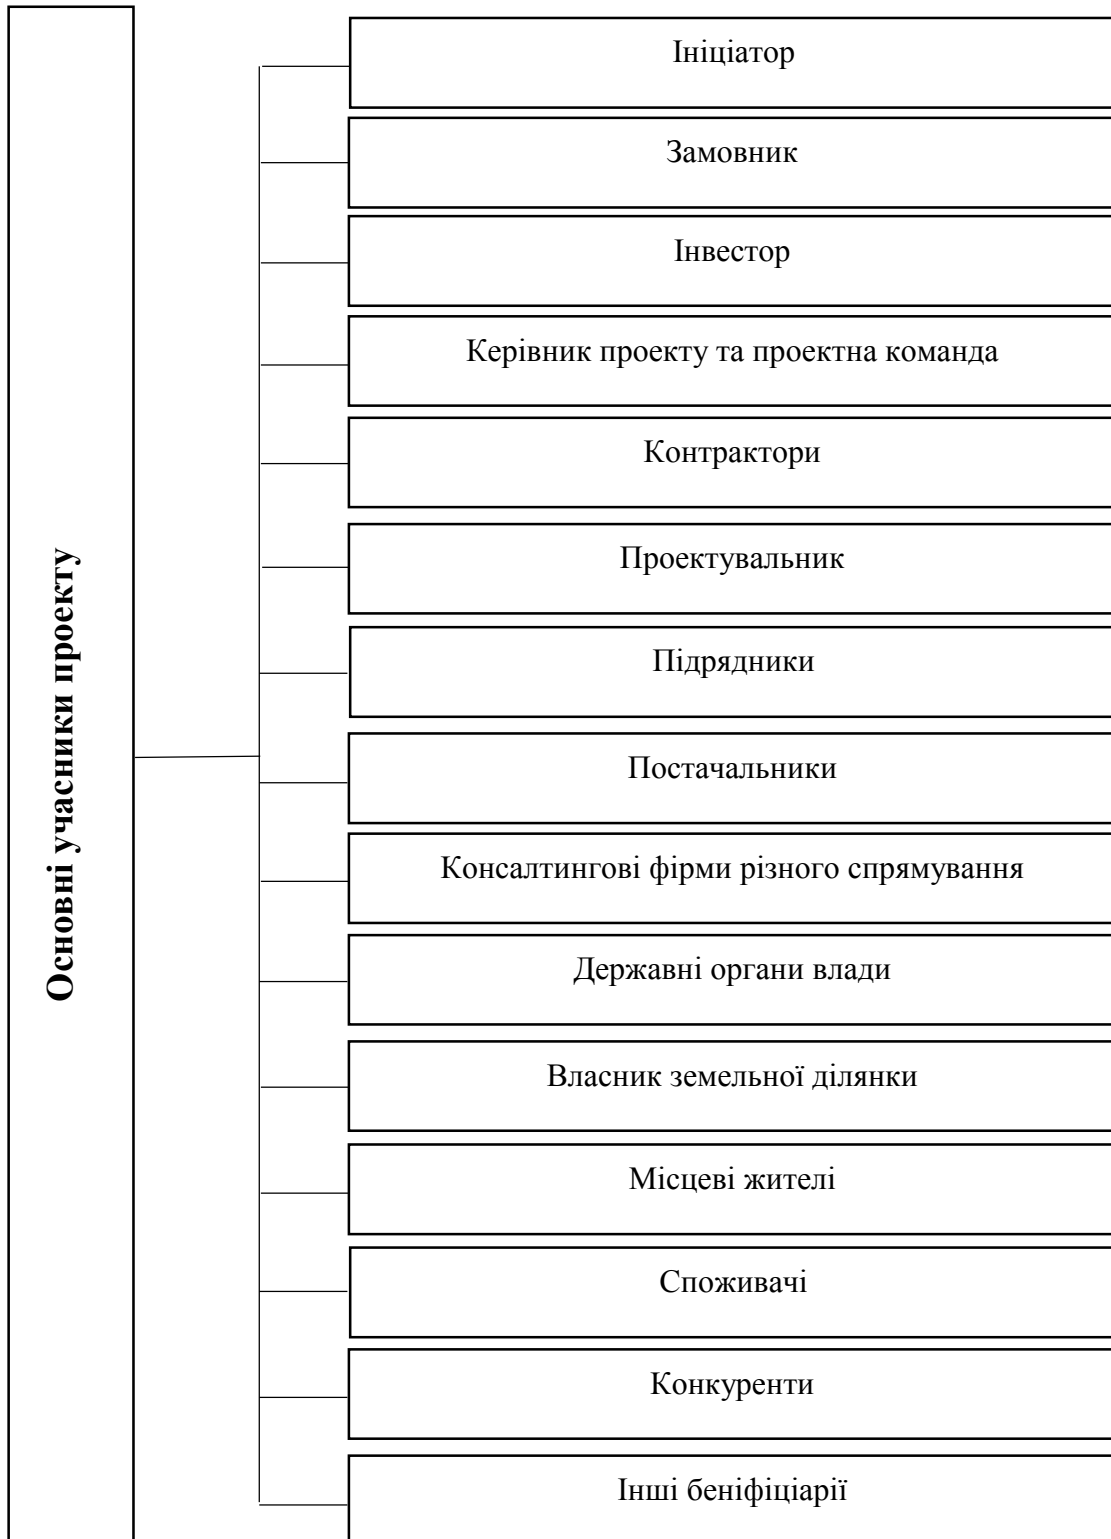 Основні учасники проекту
Ініціатор
Замовник
Інвестор
Керівник проекту та проектна команда
Контрактори
Проектувальник
Підрядники
Постачальники
Консалтингові фірми різного спрямування
Державні органи влади
Власник земельної ділянки
Місцеві жителі
Споживачі
Конкуренти
Інші беніфіціарії